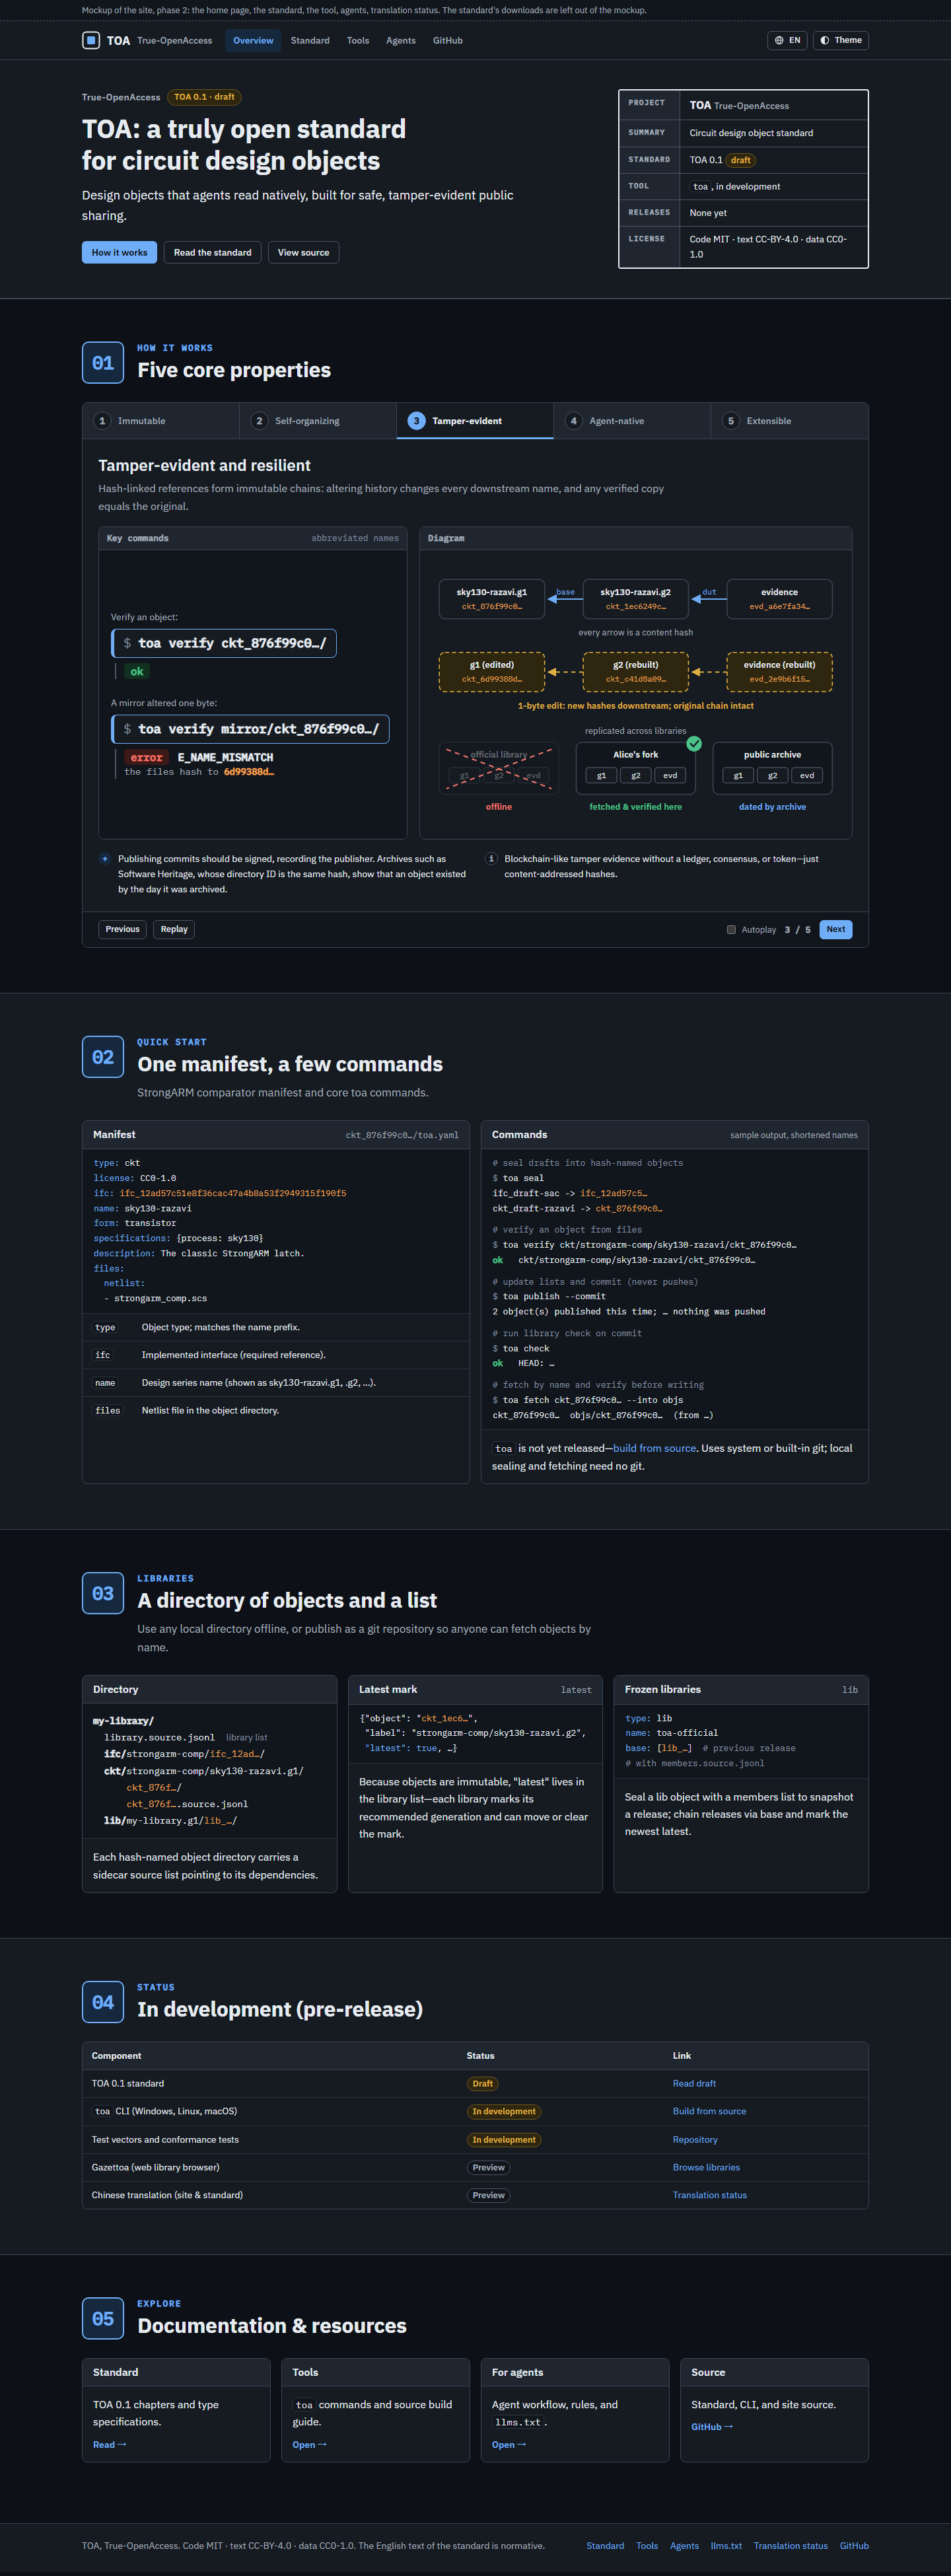 Mockup of the site, phase 2: the home page, the standard, the tool, agents, translation status. The standard's downloads are left out of the mockup.
TOA True-OpenAccess Overview Standard Tools Agents GitHub EN Theme
True-OpenAccess TOA 0.1 · draft
TOA: a truly open standard
for circuit design objects
Design objects that agents read natively, built for safe, tamper-evident public
sharing.
How it works Read the standard View source
PROJECT TOA True-OpenAccess
SUMMARY Circuit design object standard
STANDARD TOA 0.1 draft
TOOL toa, in development
RELEASES None yet
LICENSE Code MIT · text CC-BY-4.0 · data CC0-
1.0
01 HOW IT WORKS
Five core properties
1 Immutable 2 Self-organizing 3 Tamper-evident 4 Agent-native 5 Extensible
Tamper-evident and resilient
Hash-linked references form immutable chains: altering history changes every downstream name, and any verified copy
equals the original.
Key commands abbreviated names
Verify an object:
$ toa verify ckt_876f99c0…/
ok
A mirror altered one byte:
$ toa verify mirror/ckt_876f99c0…/
error E_NAME_MISMATCH
the files hash to 6d99388d…
Diagram
sky130-razavi.g1 base sky130-razavi.g2 dut evidence
ckt_876f99c0… ckt_1ec6249c… evd_a6e7fa34…
every arrow is a content hash
g1 (edited) g2 (rebuilt) evidence (rebuilt)
ckt_6d99388d… ckt_c41d8a09… evd_2e9b6f15…
1-byte edit: new hashes downstream; original chain intact
replicated across libraries
official library Alice's fork public archive
g1 g2 evd g1 g2 evd g1 g2 evd
offline fetched & verified here dated by archive
Publishing commits should be signed, recording the publisher. Archives such as
Software Heritage, whose directory ID is the same hash, show that an object existed
by the day it was archived.
i Blockchain-like tamper evidence without a ledger, consensus, or token—just
content-addressed hashes.
Previous Replay Autoplay 3 / 5 Next
02 QUICK START
One manifest, a few commands
StrongARM comparator manifest and core toa commands.
Manifest ckt_876f99c0…/toa.yaml
type: ckt
license: CC0-1.0
ifc: ifc_12ad57c51e8f36cac47a4b8a53f2949315f190f5
name: sky130-razavi
form: transistor
specifications: {process: sky130}
description: The classic StrongARM latch.
files:
netlist:
- strongarm_comp.scs
type Object type; matches the name prefix.
ifc Implemented interface (required reference).
name Design series name (shown as sky130-razavi.g1, .g2, …).
files Netlist file in the object directory.
Commands sample output, shortened names
# seal drafts into hash-named objects
$ toa seal
ifc_draft-sac -> ifc_12ad57c5…
ckt_draft-razavi -> ckt_876f99c0…
# verify an object from files
$ toa verify ckt/strongarm-comp/sky130-razavi/ckt_876f99c0…
ok ckt/strongarm-comp/sky130-razavi/ckt_876f99c0…
# update lists and commit (never pushes)
$ toa publish --commit
2 object(s) published this time; … nothing was pushed
# run library check on commit
$ toa check
ok HEAD: …
# fetch by name and verify before writing
$ toa fetch ckt_876f99c0… --into objs
ckt_876f99c0… objs/ckt_876f99c0… (from …)
toa is not yet released—build from source. Uses system or built-in git; local
sealing and fetching need no git.
03 LIBRARIES
A directory of objects and a list
Use any local directory offline, or publish as a git repository so anyone can fetch objects by
name.
Directory
my-library/
library.source.jsonl library list
ifc/strongarm-comp/ifc_12ad…/
ckt/strongarm-comp/sky130-razavi.g1/
ckt_876f…/
ckt_876f….source.jsonl
lib/my-library.g1/lib_…/
Each hash-named object directory carries a
sidecar source list pointing to its dependencies.
Latest mark latest
{"object": "ckt_1ec6…",
"label": "strongarm-comp/sky130-razavi.g2",
"latest": true, …}
Because objects are immutable, "latest" lives in
the library list—each library marks its
recommended generation and can move or clear
the mark.
Frozen libraries lib
type: lib
name: toa-official
base: [lib_…] # previous release
# with members.source.jsonl
Seal a lib object with a members list to snapshot
a release; chain releases via base and mark the
newest latest.
04 STATUS
In development (pre-release)
Component Status Link
TOA 0.1 standard Draft Read draft
toa CLI (Windows, Linux, macOS) In development Build from source
Test vectors and conformance tests In development Repository
Gazettoa (web library browser) Preview Browse libraries
Chinese translation (site & standard) Preview Translation status
05 EXPLORE
Documentation & resources
Standard
TOA 0.1 chapters and type
specifications.
Read →
Tools
toa commands and source build
guide.
Open →
For agents
Agent workflow, rules, and
llms.txt.
Open →
Source
Standard, CLI, and site source.
GitHub →
TOA, True-OpenAccess. Code MIT · text CC-BY-4.0 · data CC0-1.0. The English text of the standard is normative. Standard Tools Agents llms.txt Translation status GitHub